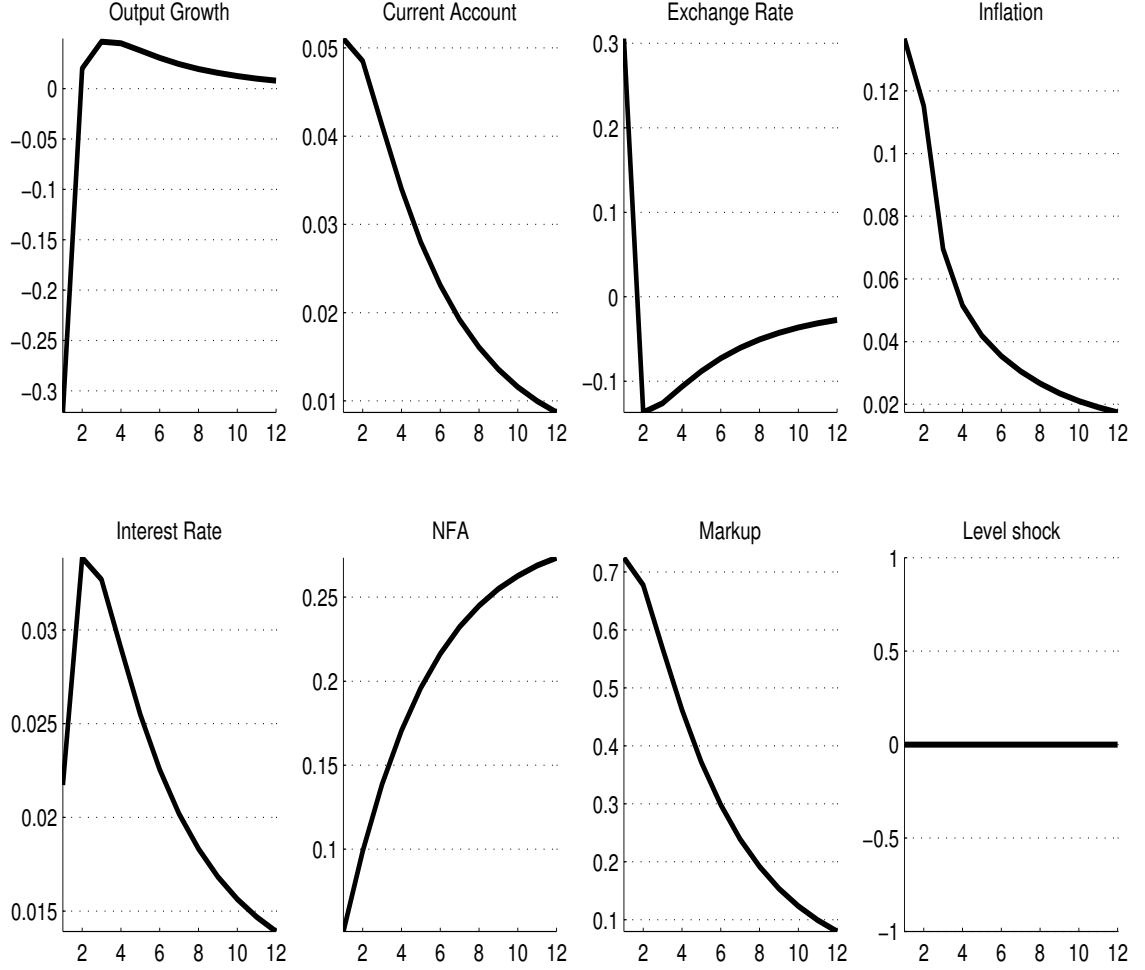 Output Growth
0
−0.05
−0.1
−0.15
−0.2
−0.25
−0.3
2 4 6 8 10 12
Current Account
0.05
0.04
0.03
0.02
0.01
2 4 6 8 10 12
Exchange Rate
0.3
0.2
0.1
0
−0.1
2 4 6 8 10 12
Inflation
0.12
0.1
0.08
0.06
0.04
0.02
2 4 6 8 10 12
Interest Rate
0.03
0.025
0.02
0.015
2 4 6 8 10 12
NFA
0.25
0.2
0.15
0.1
2 4 6 8 10 12
Markup
0.7
0.6
0.5
0.4
0.3
0.2
0.1
2 4 6 8 10 12
Level shock
1
0.5
0
−0.5
−1
2 4 6 8 10 12